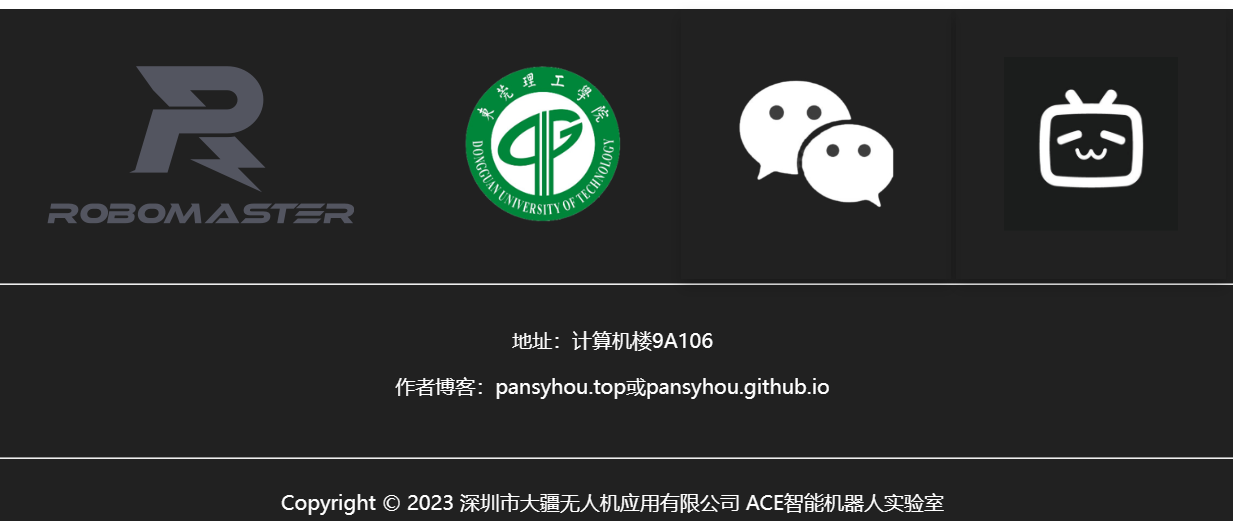 ROBOMASTER
東莞理工學院
DONGGUAN UNIVERSITY OF TECHNOLOGY
地址：计算机楼9A106
作者博客：pansyhou.top或pansyhou.github.io
Copyright © 2023 深圳市大疆无人机应用有限公司 ACE智能机器人实验室